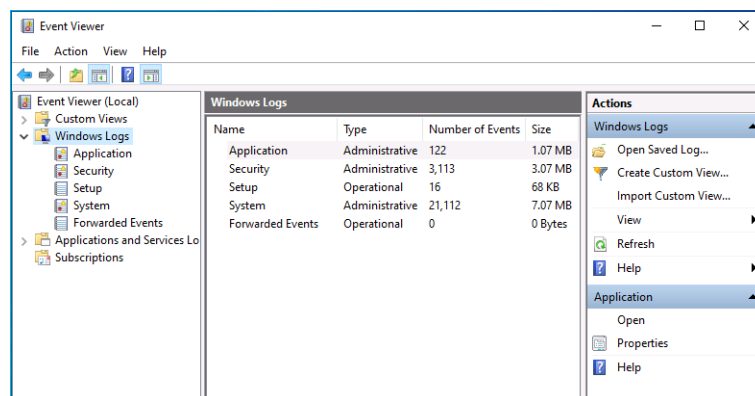 Event Viewer
File Action View Help
Event Viewer (Local)
Custom Views
Windows Logs
Application
Security
Setup
System
Forwarded Events
Applications and Services Lo
Subscriptions
Windows Logs
Name Type Number of Events Size
Application Administrative 122 1.07 MB
Security Administrative 3,113 3.07 MB
Setup Operational 16 68 KB
System Administrative 21,112 7.07 MB
Forwarded Events Operational 0 0 Bytes
Actions
Windows Logs
Open Saved Log...
Create Custom View...
Import Custom View...
View
Refresh
Help
Application
Open
Properties
Help